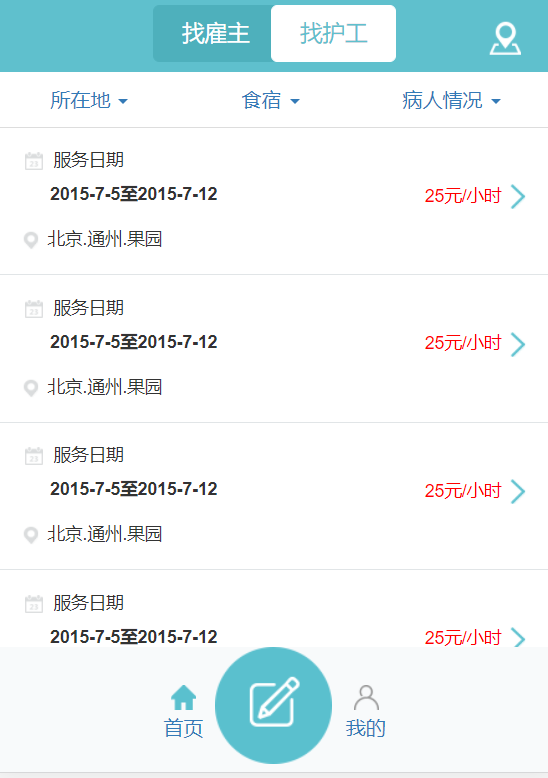 找雇主 找护工
所在地 食宿 病人情况
23 服务日期
2015-7-5至2015-7-12 25元/小时
北京.通州.果园
23 服务日期
2015-7-5至2015-7-12 25元/小时
北京.通州.果园
23 服务日期
2015-7-5至2015-7-12 25元/小时
北京.通州.果园
23 服务日期
2015-7-5至2015-7-12 25元/小时
首页 我的